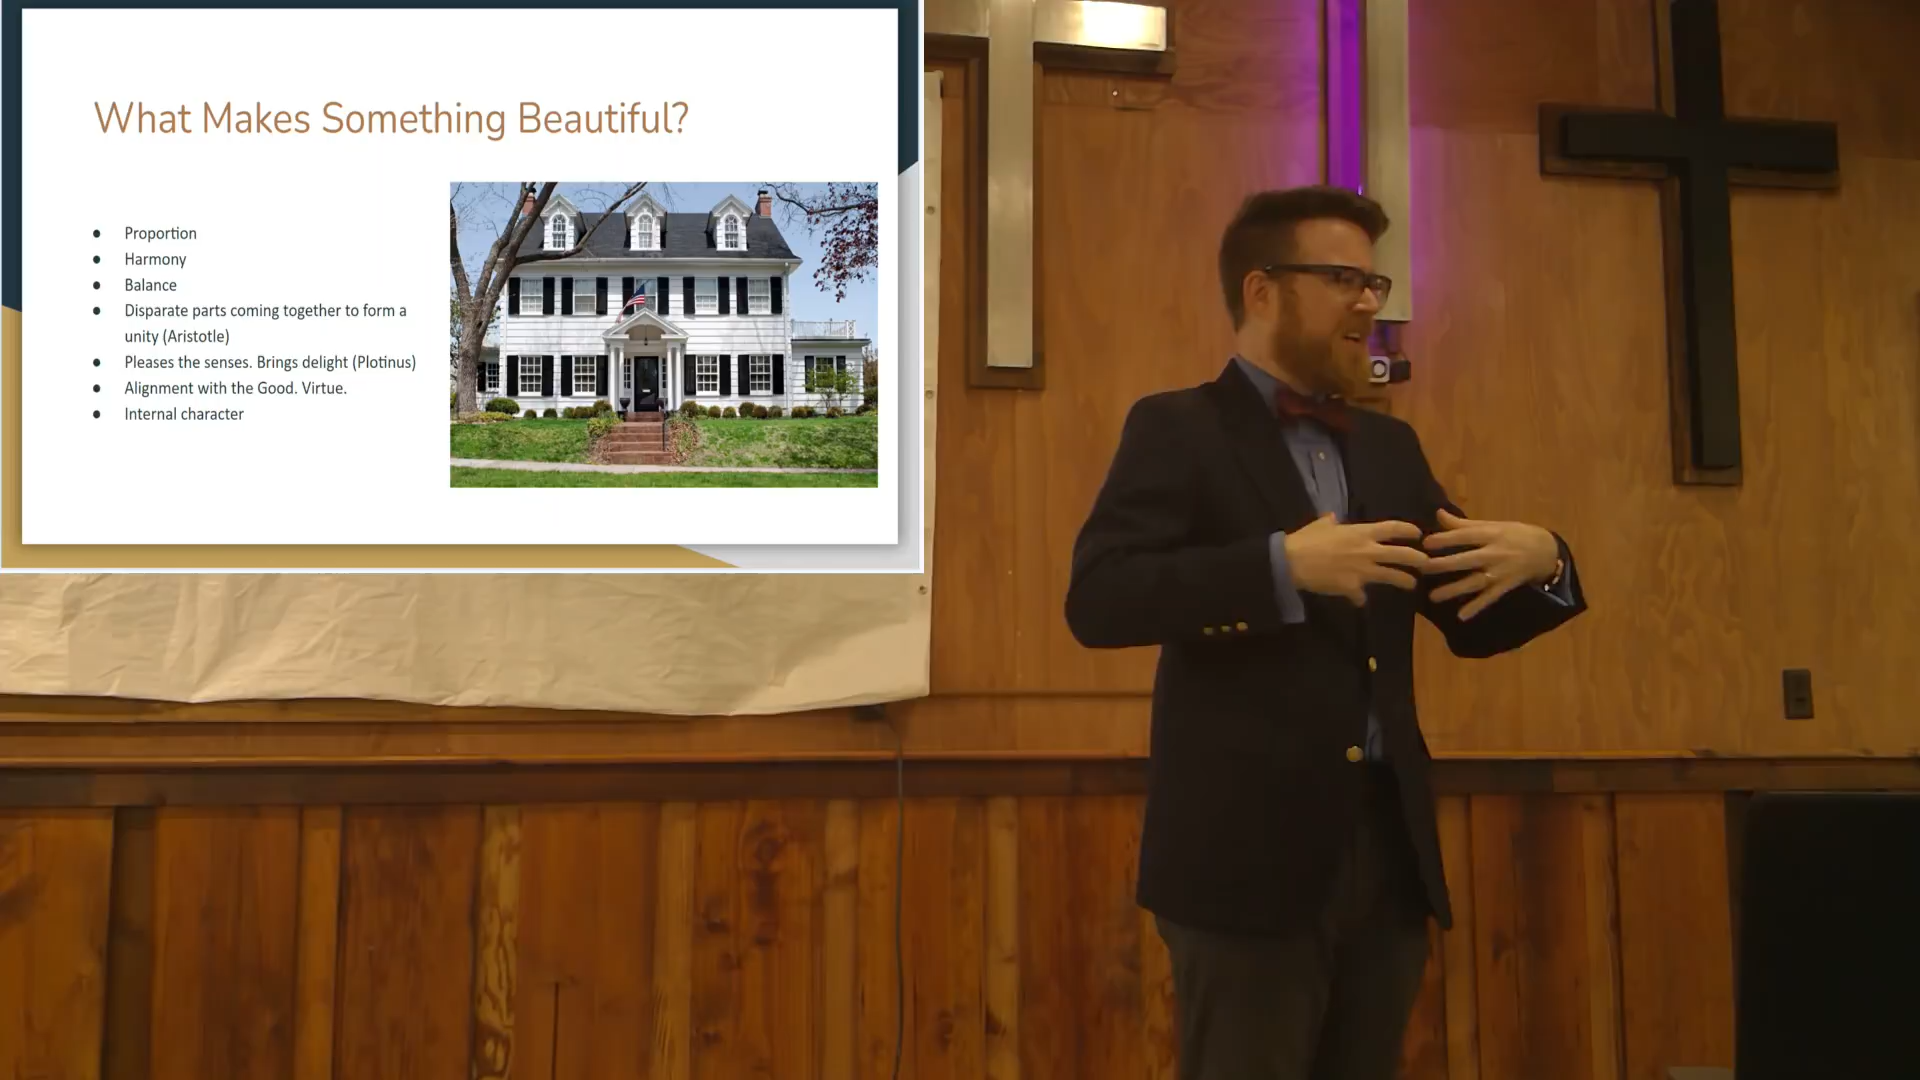 What Makes Something Beautiful?
● Proportion
● Harmony
● Balance
● Disparate parts coming together to form a
unity (Aristotle)
● Pleases the senses. Brings delight (Plotinus)
● Alignment with the Good. Virtue.
● Internal character